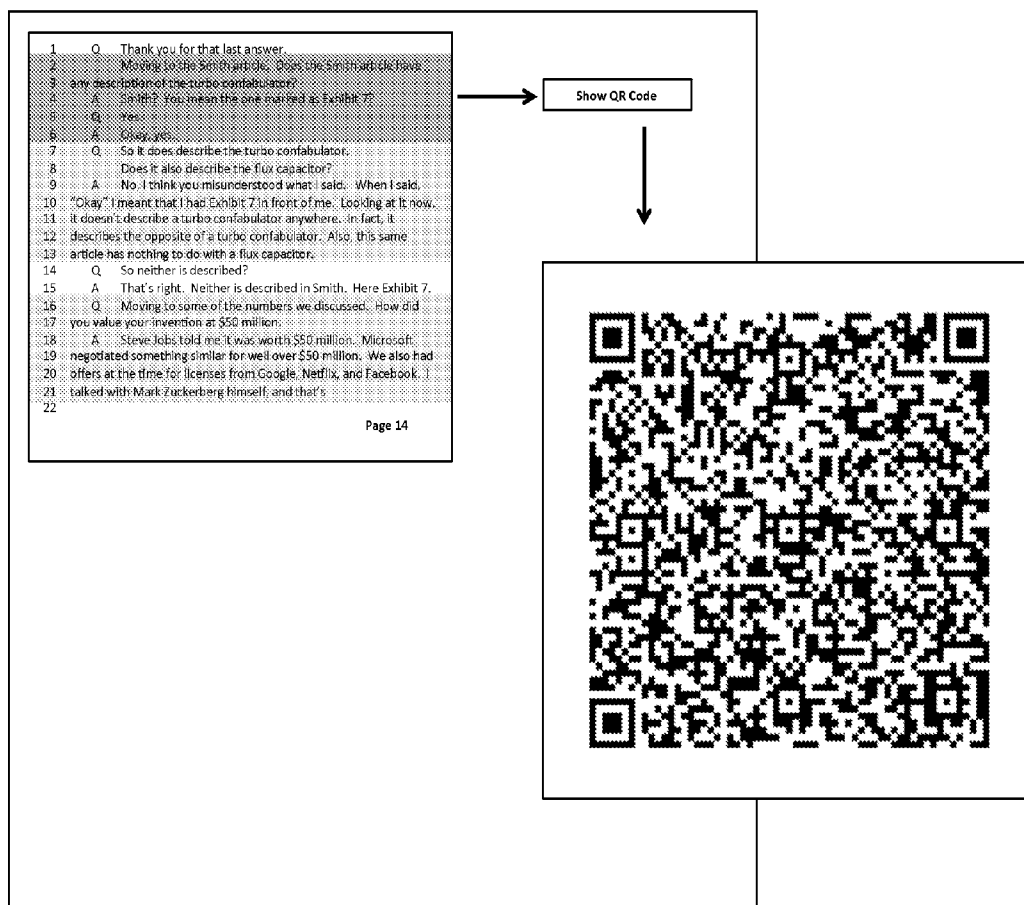 1 Q Thank you for that last answer.
2 Moving to the Smith article. Does the Smith article have
3 any description of the turbo confabulator?
4 A Smith? You mean the one marked as Exhibit 7?
5 Q Yes.
6 A Okay, yes.
7 Q So it does describe the turbo confabulator.
8 Does it also describe the flux capacitor?
9 A No, I think you misunderstood what I said. When I said,
10 "Okay" I meant that I had Exhibit 7 in front of me. Looking at it now,
11 it doesn't describe a turbo confabulator anywhere. In fact, it
12 describes the opposite of a turbo confabulator. Also, this same
13 article has nothing to do with a flux capacitor.
14 Q So neither is described?
15 A That's right. Neither is described in Smith. Here Exhibit 7.
16 Q Moving to some of the numbers we discussed. How did
17 you value your invention at $50 million.
18 A Steve Jobs told me it was worth $50 million. Microsoft
19 negotiated something similar for well over $50 million. We also had
20 offers at the time for licenses from Google, Netflix, and Facebook. I
21 talked with Mark Zuckerberg himself, and that's
22
Page 14
Show QR Code